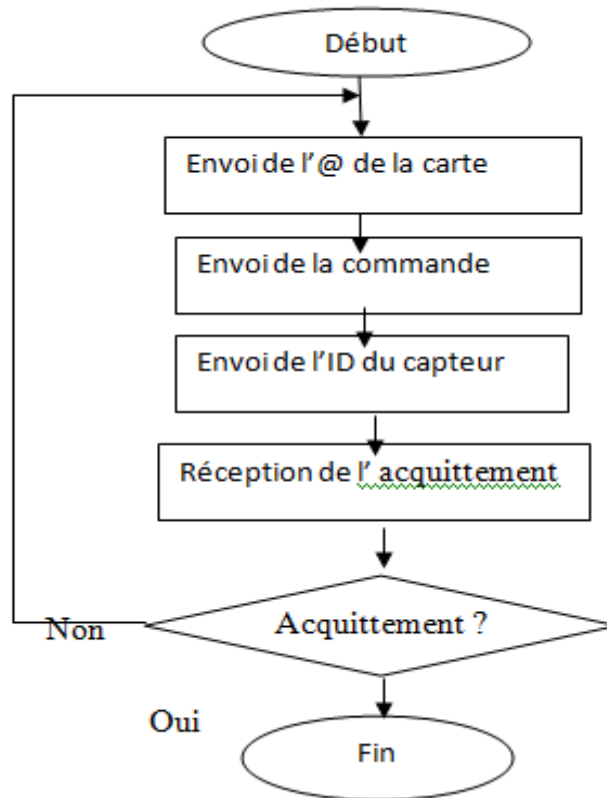 Début
Envoi de l'@ de la carte
Envoi de la commande
Envoi de l'ID du capteur
Réception de l' acquittement
Acquittement ?
Non
Oui
Fin